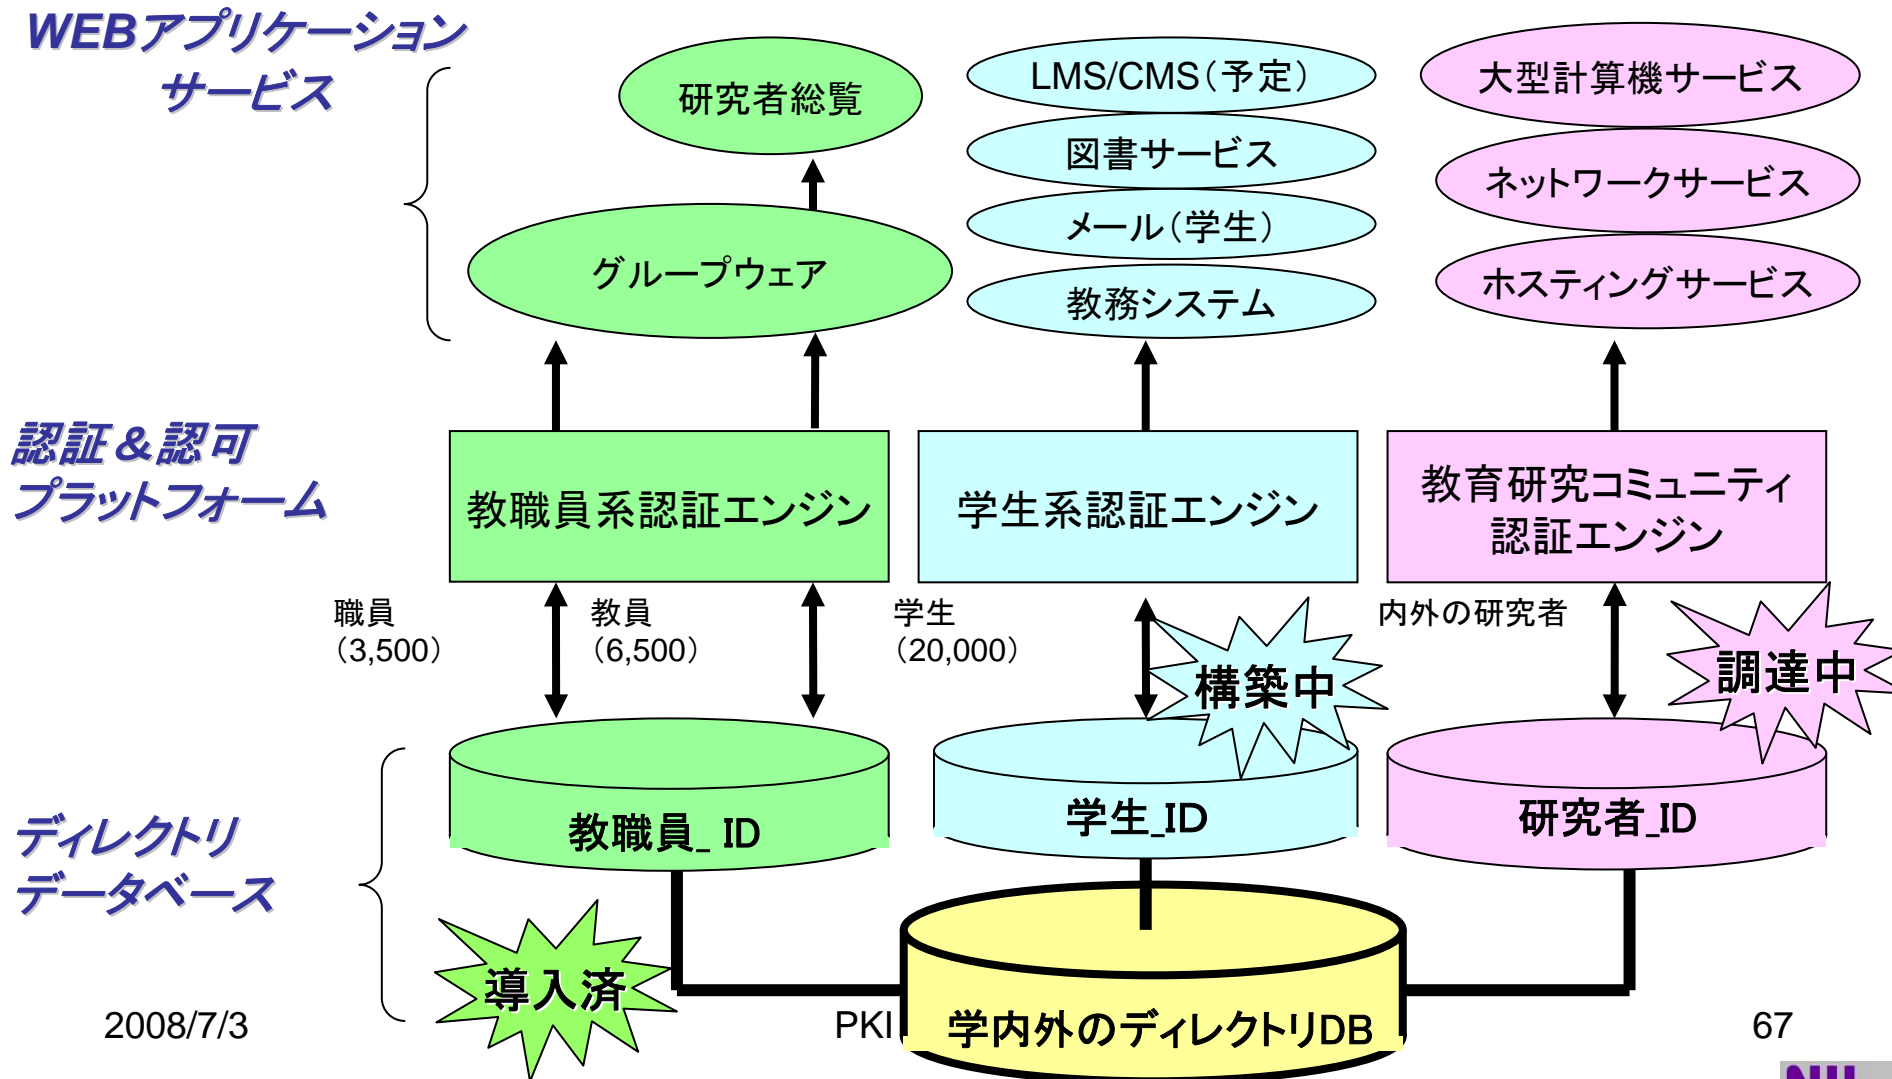 WEBアプリケーション
サービス
研究者総覧
グループウェア
LMS/CMS(予定)
図書サービス
メール(学生)
教務システム
大型計算機サービス
ネットワークサービス
ホスティングサービス
認証&認可
プラットフォーム
教職員系認証エンジン
学生系認証エンジン
教育研究コミュニティ
認証エンジン
職員
(3,500)
教員
(6,500)
学生
(20,000)
内外の研究者
構築中
調達中
ディレクトリ
データベース
教職員_ ID
学生_ID
研究者_ID
導入済
学内外のディレクトリDB
2008/7/3
PKI
67